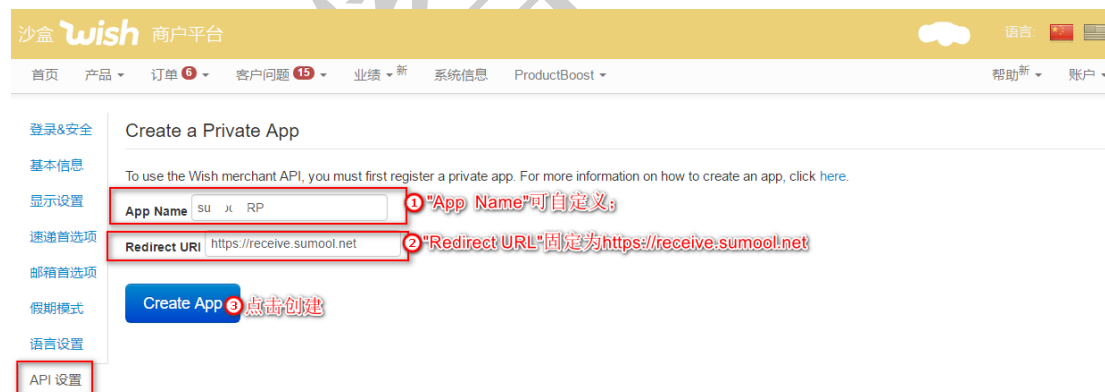 沙盒 wish 商户平台 语言:
首页 产品 订单 6 客户问题 15 业绩 新 系统信息 ProductBoost 帮助新 账户
登录&安全
Create a Private App
基本信息
To use the Wish merchant API, you must first register a private app. For more information on how to create an app, click here.
显示设置
App Name su RP ①"App Name"可自定义;
速递首选项
Redirect URI https://receive.sumool.net ②"Redirect URL"固定为https://receive.sumool.net
邮箱首选项
假期模式
Create App ③点击创建
语言设置
API 设置